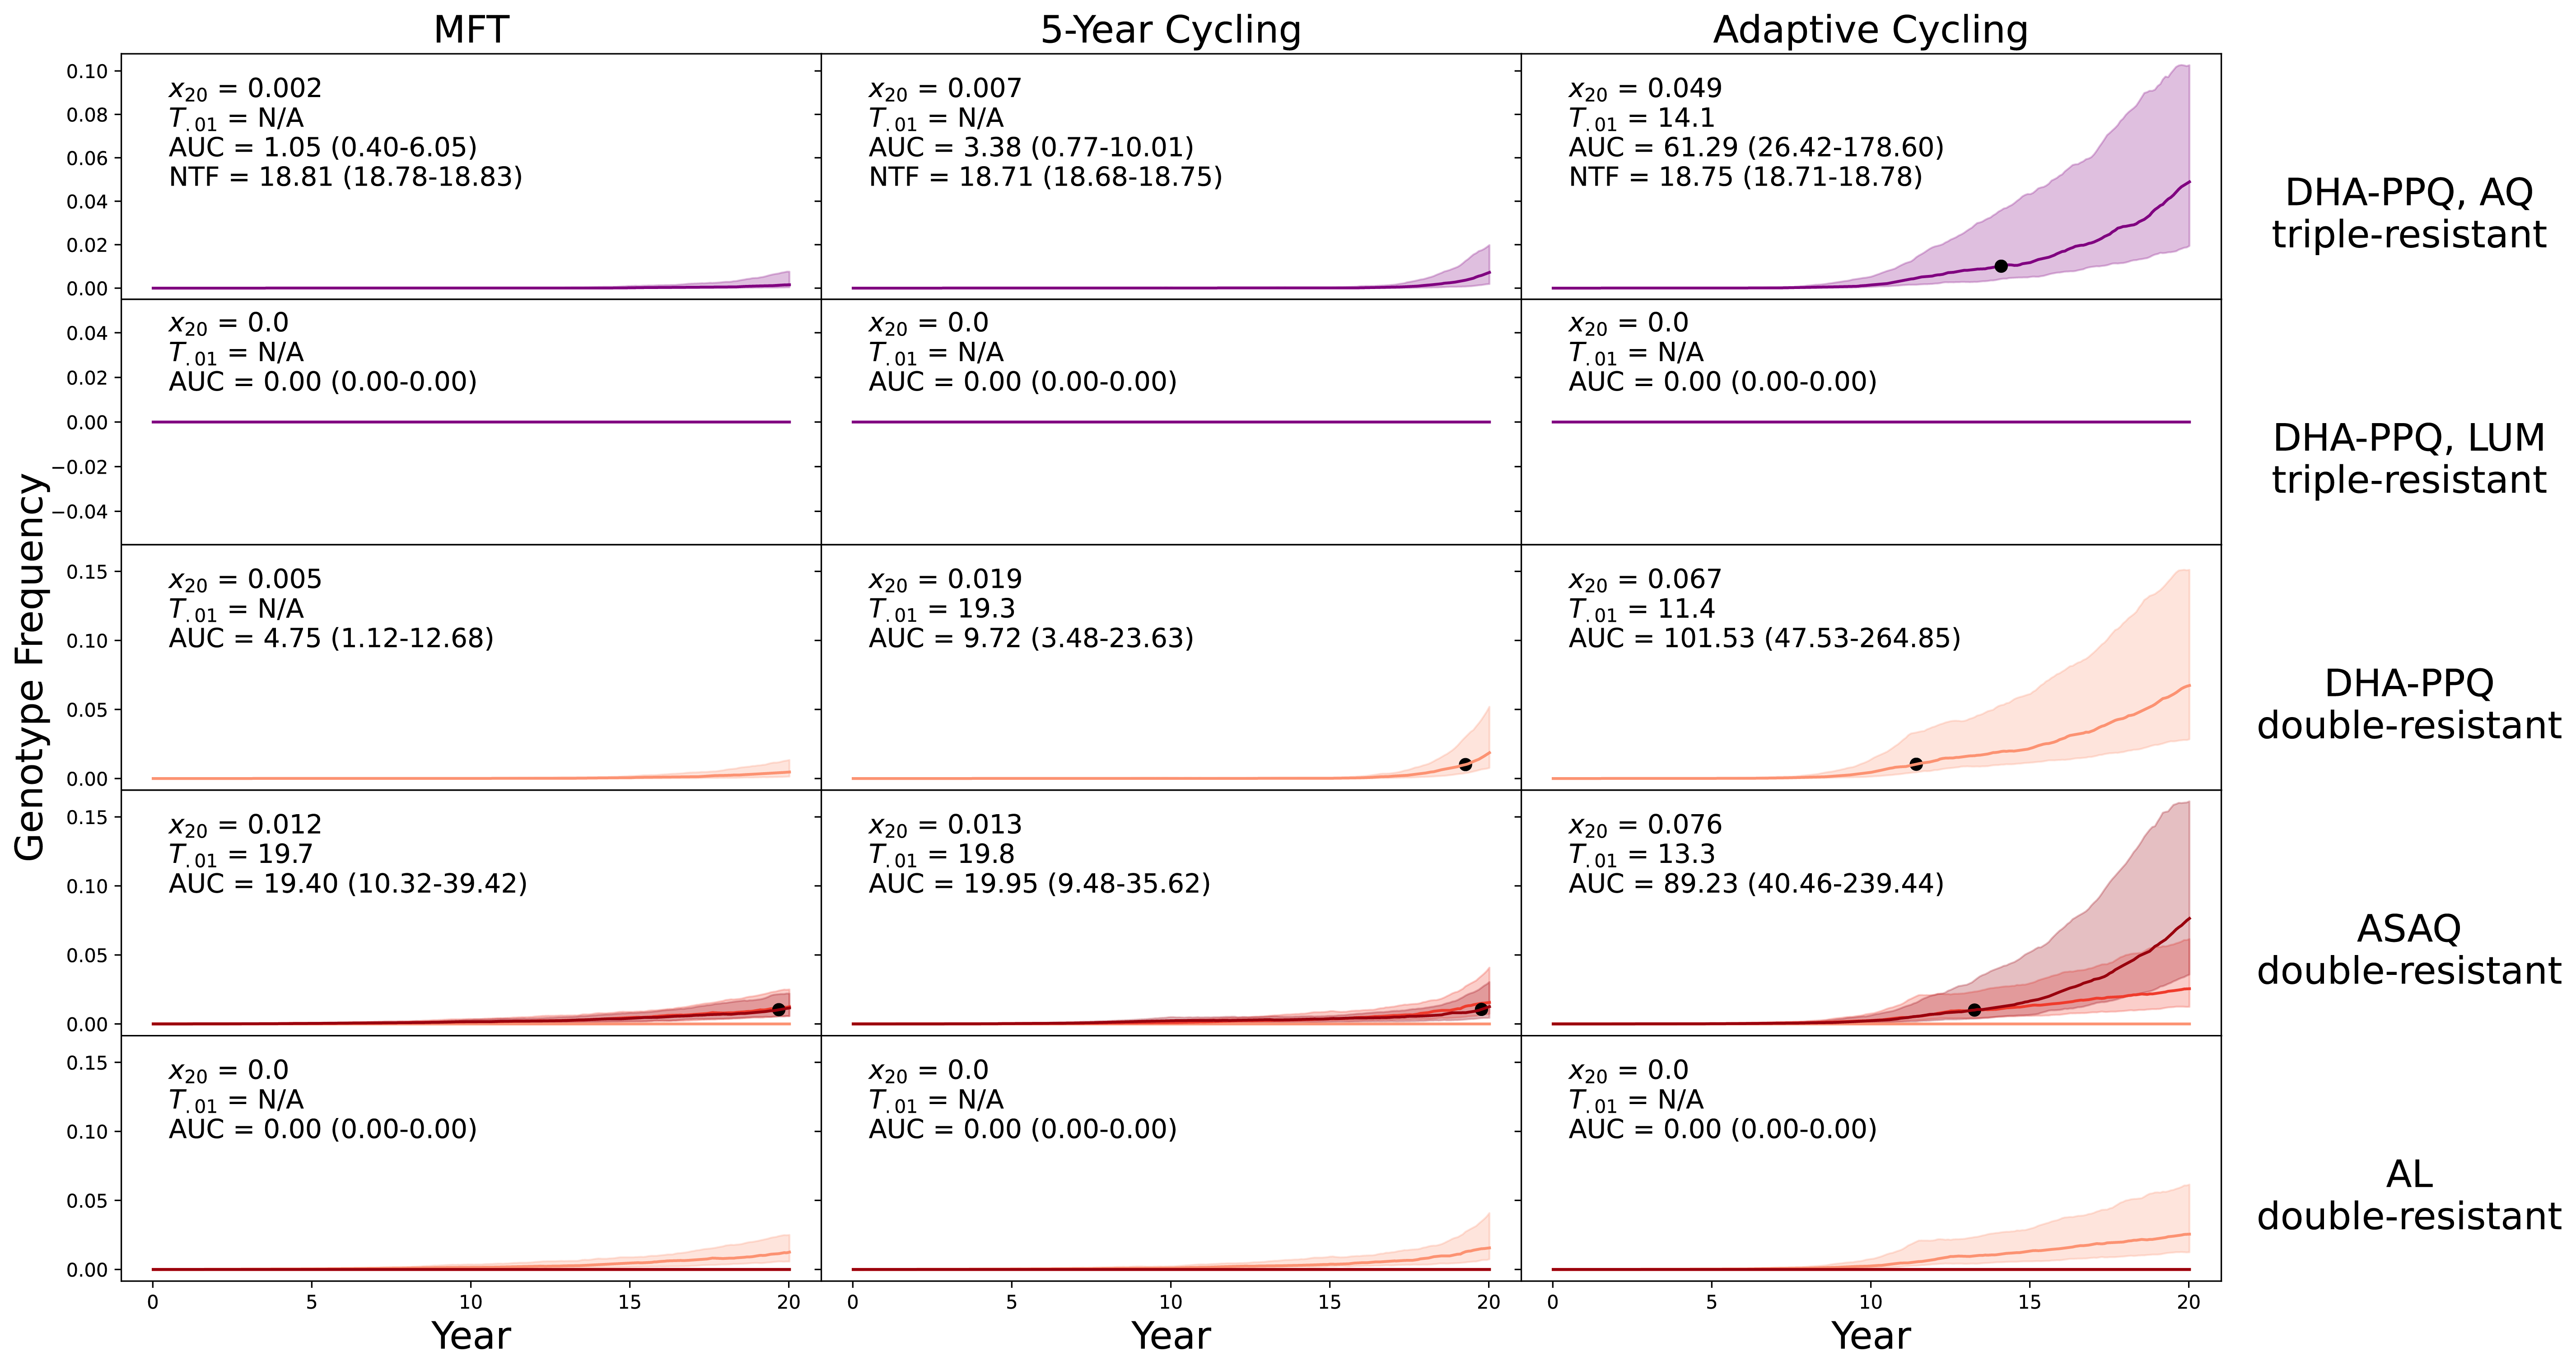 MFT
5-Year Cycling
Adaptive Cycling
Genotype Frequency
0.10
0.08
0.06
0.04
0.02
0.00
x20 = 0.002
T.01 = N/A
AUC = 1.05 (0.40-6.05)
NTF = 18.81 (18.78-18.83)
x20 = 0.007
T.01 = N/A
AUC = 3.38 (0.77-10.01)
NTF = 18.71 (18.68-18.75)
x20 = 0.049
T.01 = 14.1
AUC = 61.29 (26.42-178.60)
NTF = 18.75 (18.71-18.78)
DHA-PPQ, AQ
triple-resistant
0.04
0.02
0.00
−0.02
−0.04
x20 = 0.0
T.01 = N/A
AUC = 0.00 (0.00-0.00)
x20 = 0.0
T.01 = N/A
AUC = 0.00 (0.00-0.00)
x20 = 0.0
T.01 = N/A
AUC = 0.00 (0.00-0.00)
DHA-PPQ, LUM
triple-resistant
0.15
0.10
0.05
0.00
x20 = 0.005
T.01 = N/A
AUC = 4.75 (1.12-12.68)
x20 = 0.019
T.01 = 19.3
AUC = 9.72 (3.48-23.63)
x20 = 0.067
T.01 = 11.4
AUC = 101.53 (47.53-264.85)
DHA-PPQ
double-resistant
0.15
0.10
0.05
0.00
x20 = 0.012
T.01 = 19.7
AUC = 19.40 (10.32-39.42)
x20 = 0.013
T.01 = 19.8
AUC = 19.95 (9.48-35.62)
x20 = 0.076
T.01 = 13.3
AUC = 89.23 (40.46-239.44)
ASAQ
double-resistant
0.15
0.10
0.05
0.00
x20 = 0.0
T.01 = N/A
AUC = 0.00 (0.00-0.00)
x20 = 0.0
T.01 = N/A
AUC = 0.00 (0.00-0.00)
x20 = 0.0
T.01 = N/A
AUC = 0.00 (0.00-0.00)
AL
double-resistant
0 5 10 15 20
0 5 10 15 20
0 5 10 15 20
Year
Year
Year